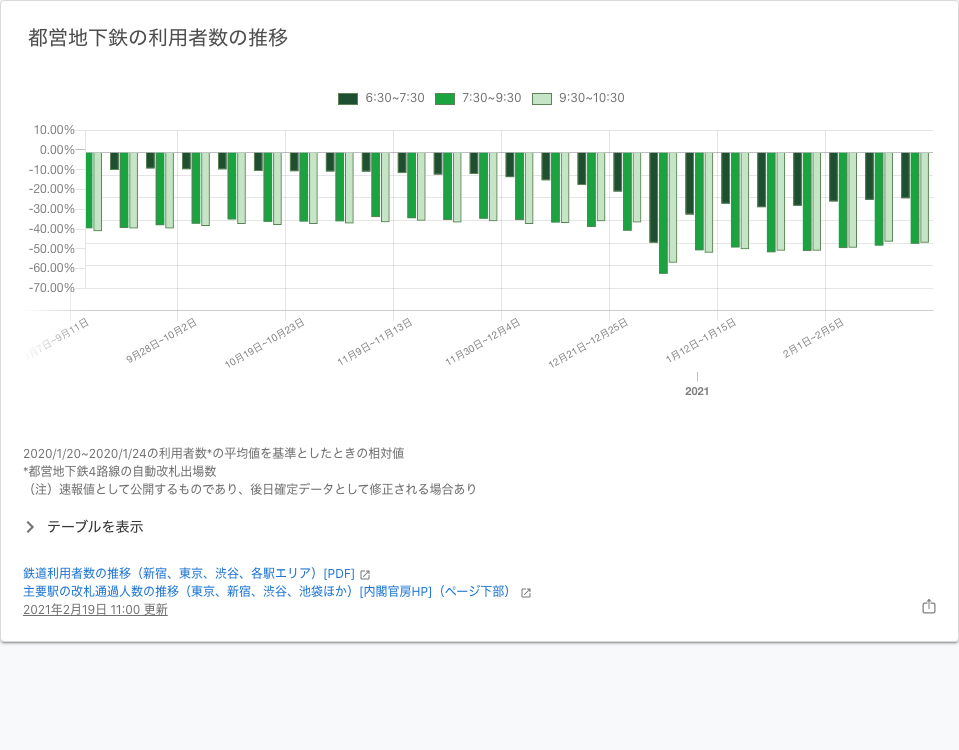 都営地下鉄の利用者数の推移
6:30~7:30 7:30~9:30 9:30~10:30
10.00%
0.00%
-10.00%
-20.00%
-30.00%
-40.00%
-50.00%
-60.00%
-70.00%
7日~9月11日
9月28日~10月2日
10月19日~10月23日
11月9日~11月13日
11月30日~12月4日
12月21日~12月25日
1月12日~1月15日
2月1日~2月5日
2021
2020/1/20~2020/1/24の利用者数*の平均値を基準としたときの相対値
*都営地下鉄4路線の自動改札出場数
（注）速報値として公開するものであり、後日確定データとして修正される場合あり
テーブルを表示
鉄道利用者数の推移（新宿、東京、渋谷、各駅エリア）[PDF]
主要駅の改札通過人数の推移（東京、新宿、渋谷、池袋ほか）[内閣官房HP]（ページ下部）
2021年2月19日 11:00 更新